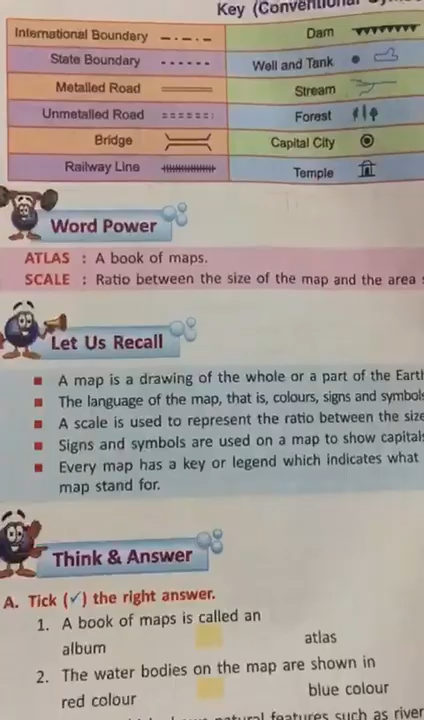 Key (Conventional
International Boundary
Dam
State Boundary
Well and Tank
Metalled Road
Stream
Unmetalled Road
Forest
Bridge
Capital City
Railway Line
Temple
Word Power
ATLAS : A book of maps.
SCALE : Ratio between the size of the map and the area
Let Us Recall
A map is a drawing of the whole or a part of the Earth
The language of the map, that is, colours, signs and symbols
A scale is used to represent the ratio between the size
Signs and symbols are used on a map to show capitals
Every map has a key or legend which indicates what
map stand for.
Think & Answer
A. Tick (✓) the right answer.
1. A book of maps is called an
album
atlas
2. The water bodies on the map are shown in
red colour
blue colour
natural features such as river